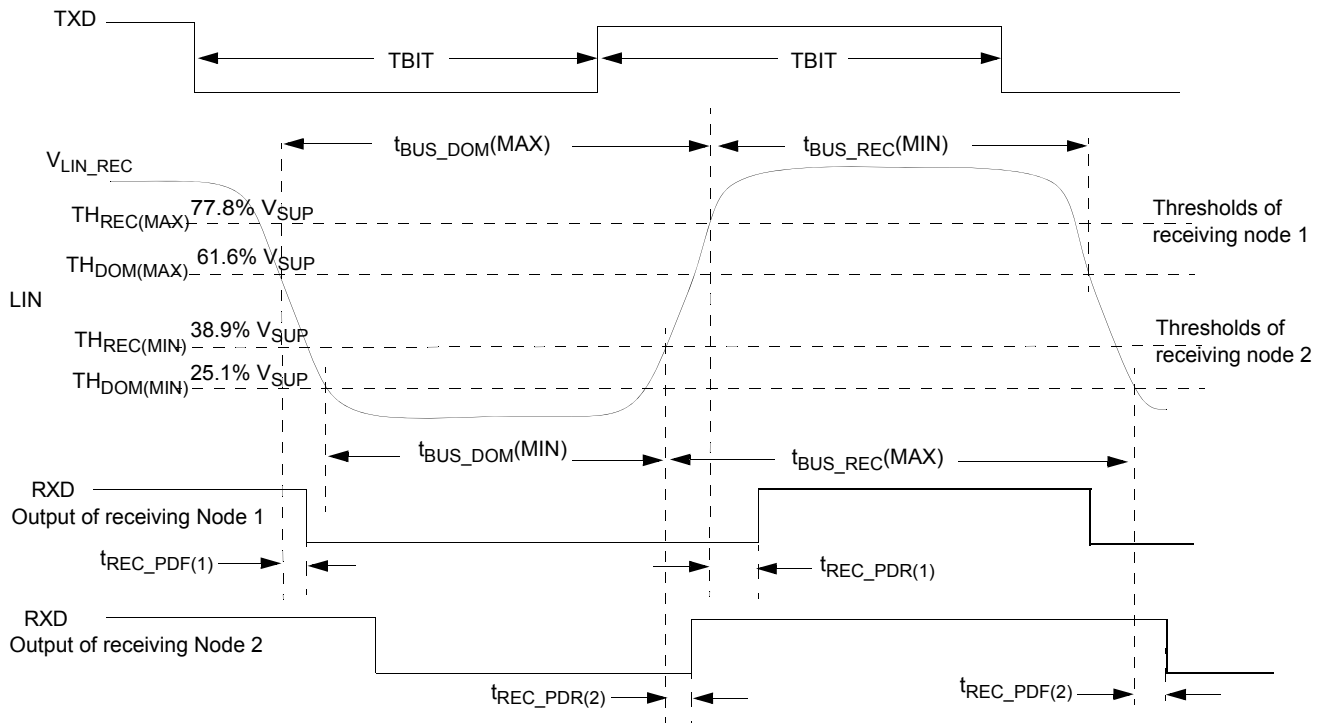 TXD
TBIT TBIT
tBUS_DOM(MAX) tBUS_REC(MIN)
VLIN_REC
THREC(MAX) 77.8% VSUP
Thresholds of
receiving node 1
THDOM(MAX) 61.6% VSUP
LIN
THREC(MIN) 38.9% VSUP
Thresholds of
receiving node 2
THDOM(MIN) 25.1% VSUP
tBUS_DOM(MIN) tBUS_REC(MAX)
RXD
Output of receiving Node 1
tREC_PDF(1) tREC_PDR(1)
RXD
Output of receiving Node 2
tREC_PDR(2) tREC_PDF(2)